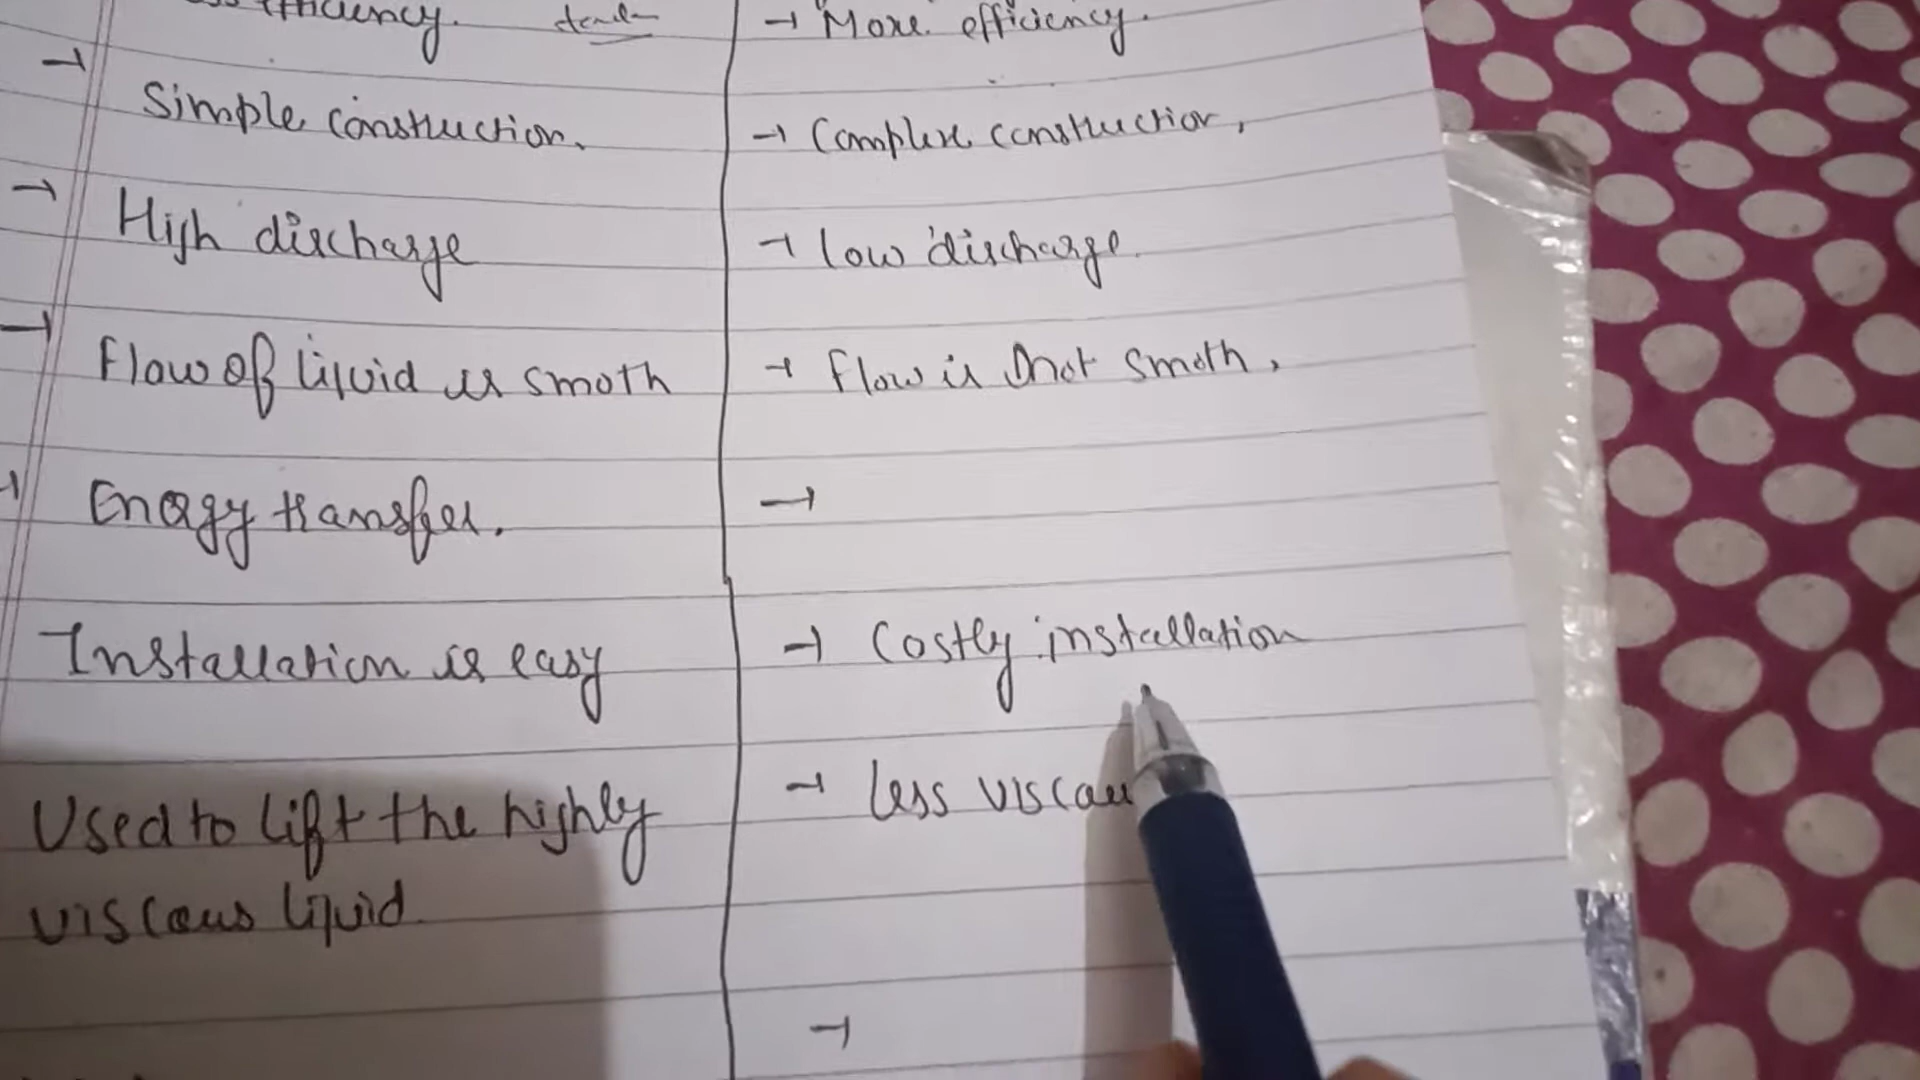 efficiency.
→ More efficiency.
→ Simple construction.
→ Complex construction,
→ High discharge
→ low discharge.
→ Flow of liquid is smoth
→ Flow is not smoth,
→ Energy transfer.
→
Installation is easy
→ Costly installation
Used to lift the highly
viscous liquid.
→ less viscou
→